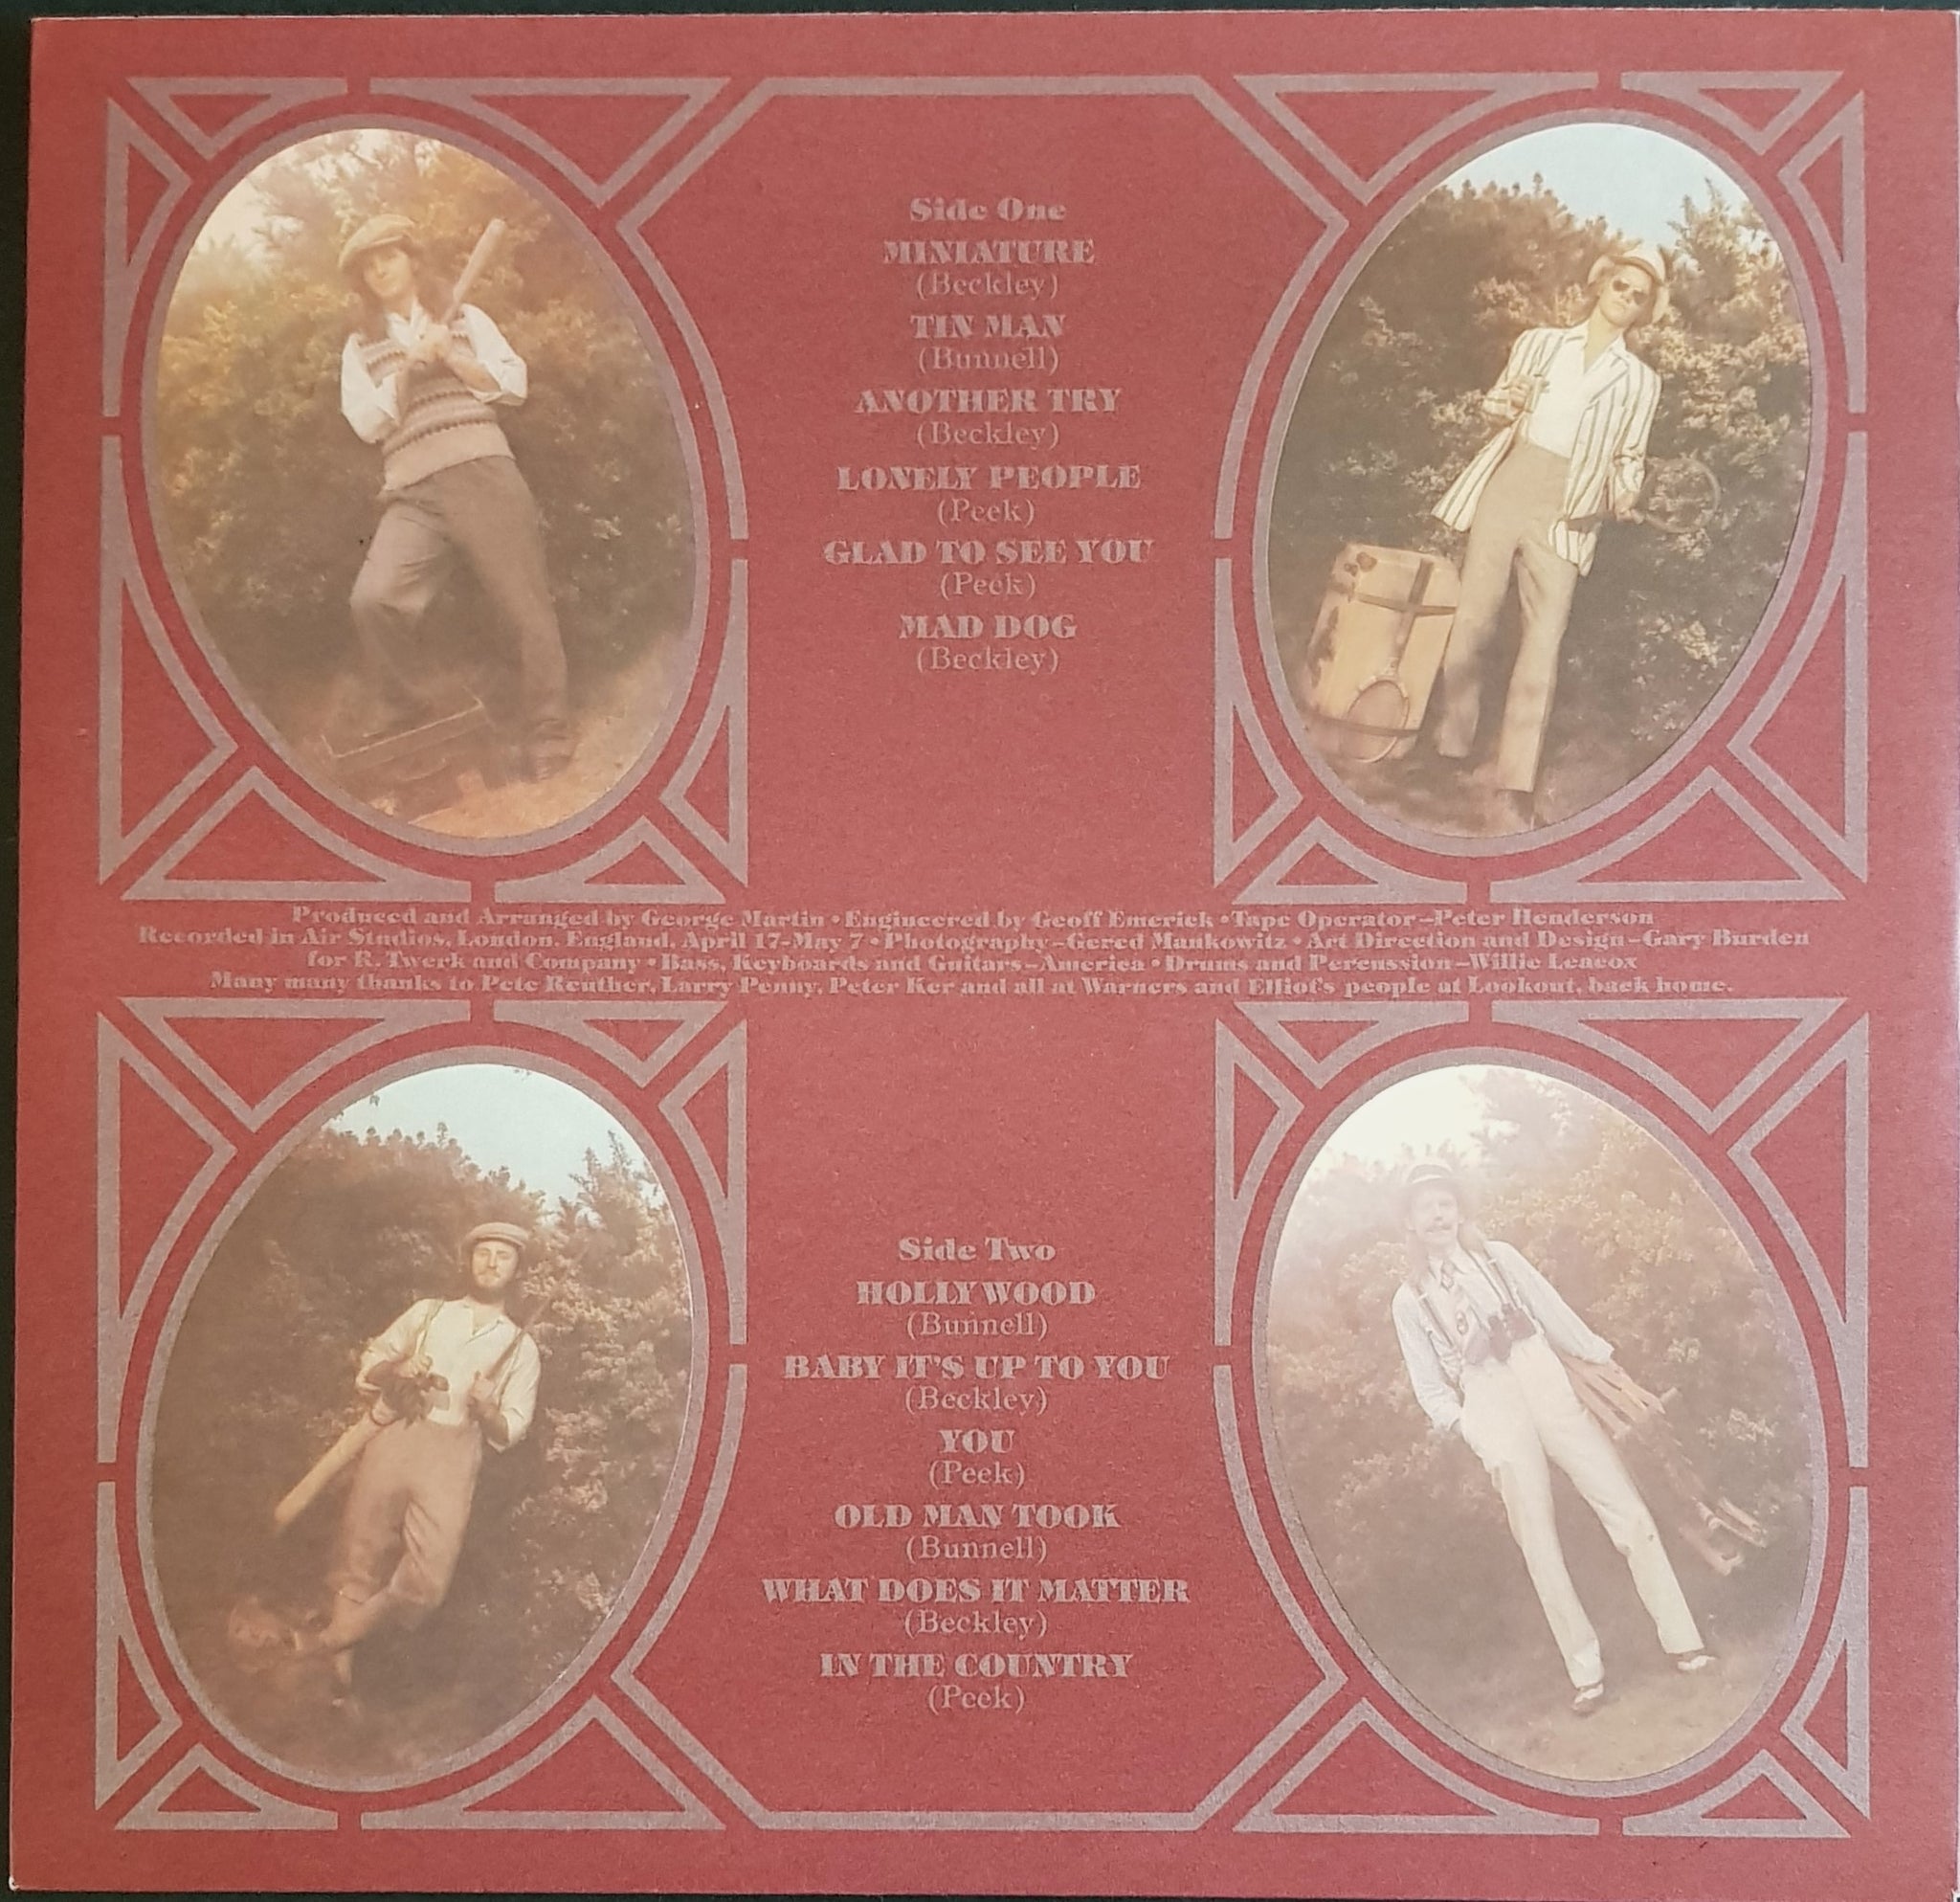 Side One
MINIATURE
(Beckley)
TIN MAN
(Bunnell)
ANOTHER TRY
(Beckley)
LONELY PEOPLE
(Peek)
GLAD TO SEE YOU
(Peek)
MAD DOG
(Beckley)
Produced and Arranged by George Martin • Engineered by Geoff Emerick • Tape Operator–Peter Henderson
Recorded in Air Studios, London, England, April 17-May 7 • Photography–Gered Mankowitz • Art Direction and Design–Gary Burden
for R. Twerk and Company • Bass, Keyboards and Guitars–America • Drums and Percussion–Willie Leacox
Many many thanks to Pete Reuther, Larry Penny, Peter Ker and all at Warners and Elliot's people at Lookout, back home.
Side Two
HOLLYWOOD
(Bunnell)
BABY IT'S UP TO YOU
(Beckley)
YOU
(Peek)
OLD MAN TOOK
(Bunnell)
WHAT DOES IT MATTER
(Beckley)
IN THE COUNTRY
(Peek)